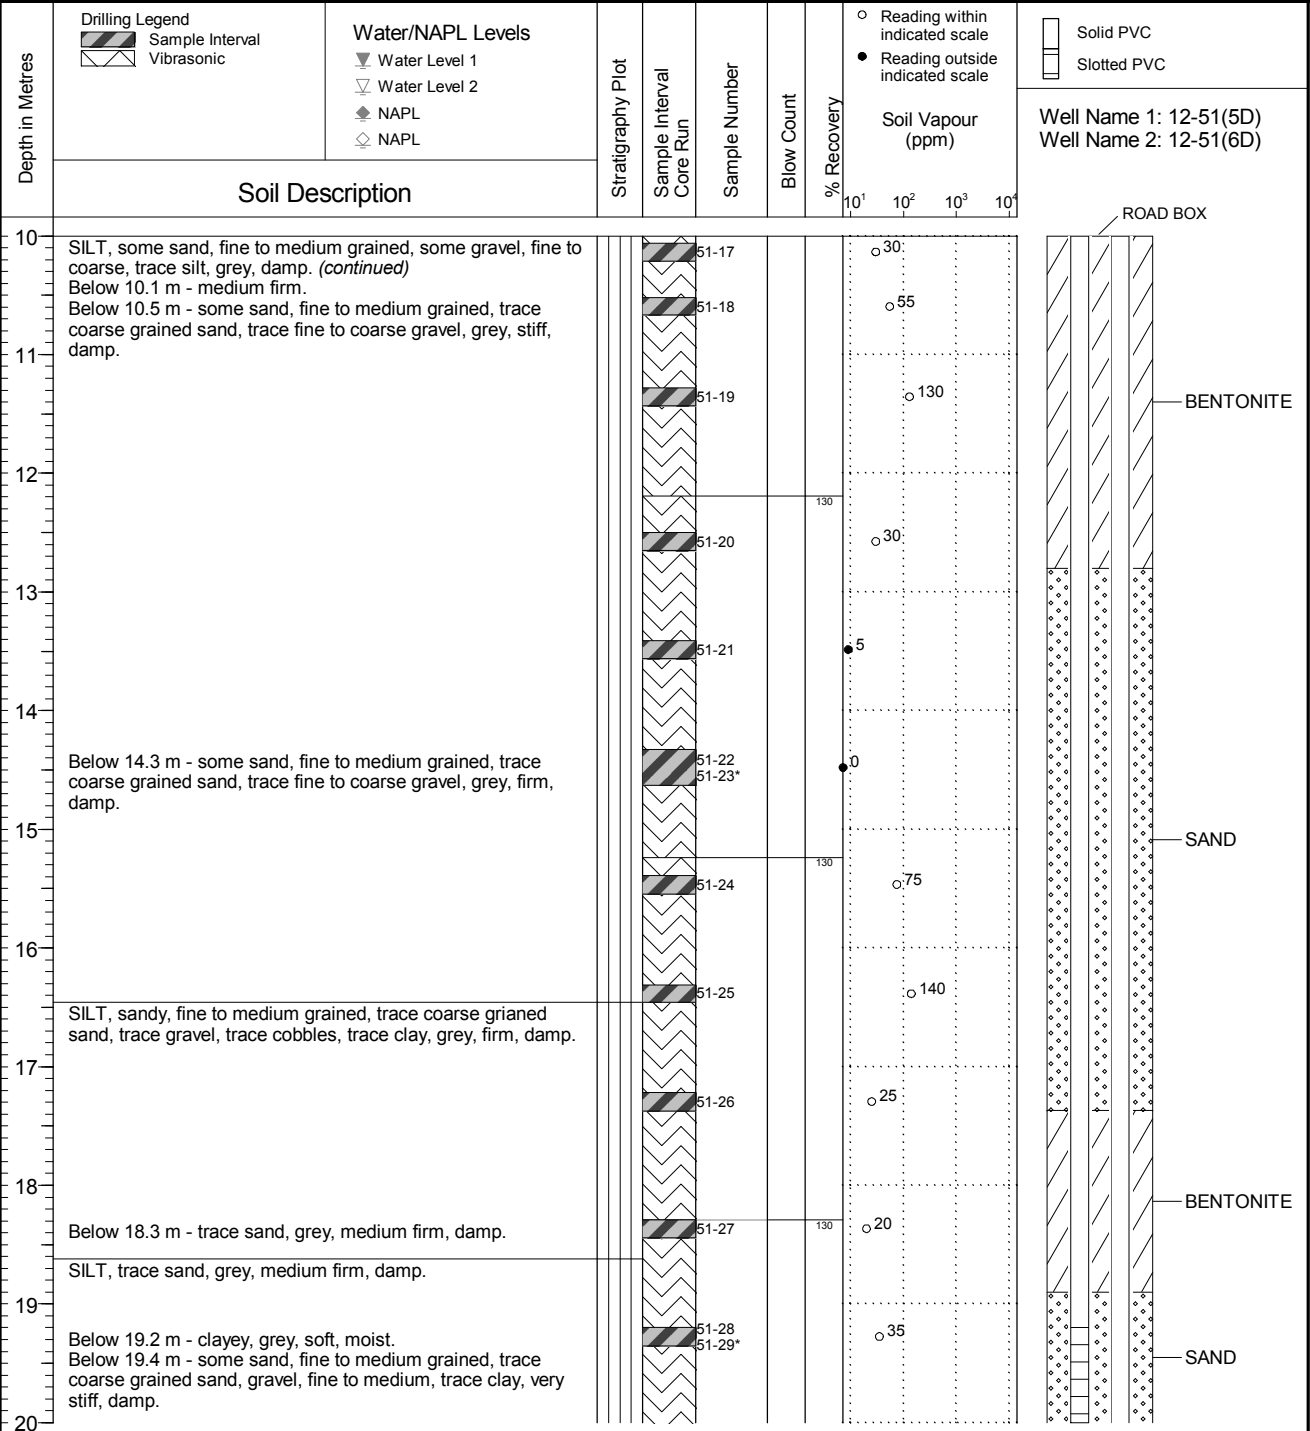 Drilling Legend
Sample Interval
Vibrasonic
Water/NAPL Levels
Water Level 1
Water Level 2
NAPL
NAPL
Depth in Metres
Soil Description
Stratigraphy Plot
Sample Interval
Core Run
Sample Number
Blow Count
% Recovery
Reading within
indicated scale
Reading outside
indicated scale
Soil Vapour
(ppm)
10¹ 10² 10³ 10⁴
Solid PVC
Slotted PVC
Well Name 1: 12-51(5D)
Well Name 2: 12-51(6D)
ROAD BOX
10
SILT, some sand, fine to medium grained, some gravel, fine to
coarse, trace silt, grey, damp. (continued)
Below 10.1 m - medium firm.
Below 10.5 m - some sand, fine to medium grained, trace
coarse grained sand, trace fine to coarse gravel, grey, stiff,
damp.
51-17
30
51-18
55
11
51-19
130
BENTONITE
12
130
51-20
30
13
51-21
5
14
Below 14.3 m - some sand, fine to medium grained, trace
coarse grained sand, trace fine to coarse gravel, grey, firm,
damp.
51-22
51-23*
0
15
SAND
130
51-24
75
16
51-25
140
SILT, sandy, fine to medium grained, trace coarse grianed
sand, trace gravel, trace cobbles, trace clay, grey, firm, damp.
17
51-26
25
18
BENTONITE
Below 18.3 m - trace sand, grey, medium firm, damp.
51-27
130
20
SILT, trace sand, grey, medium firm, damp.
19
Below 19.2 m - clayey, grey, soft, moist.
Below 19.4 m - some sand, fine to medium grained, trace
coarse grained sand, gravel, fine to medium, trace clay, very
stiff, damp.
51-28
51-29*
35
SAND
20